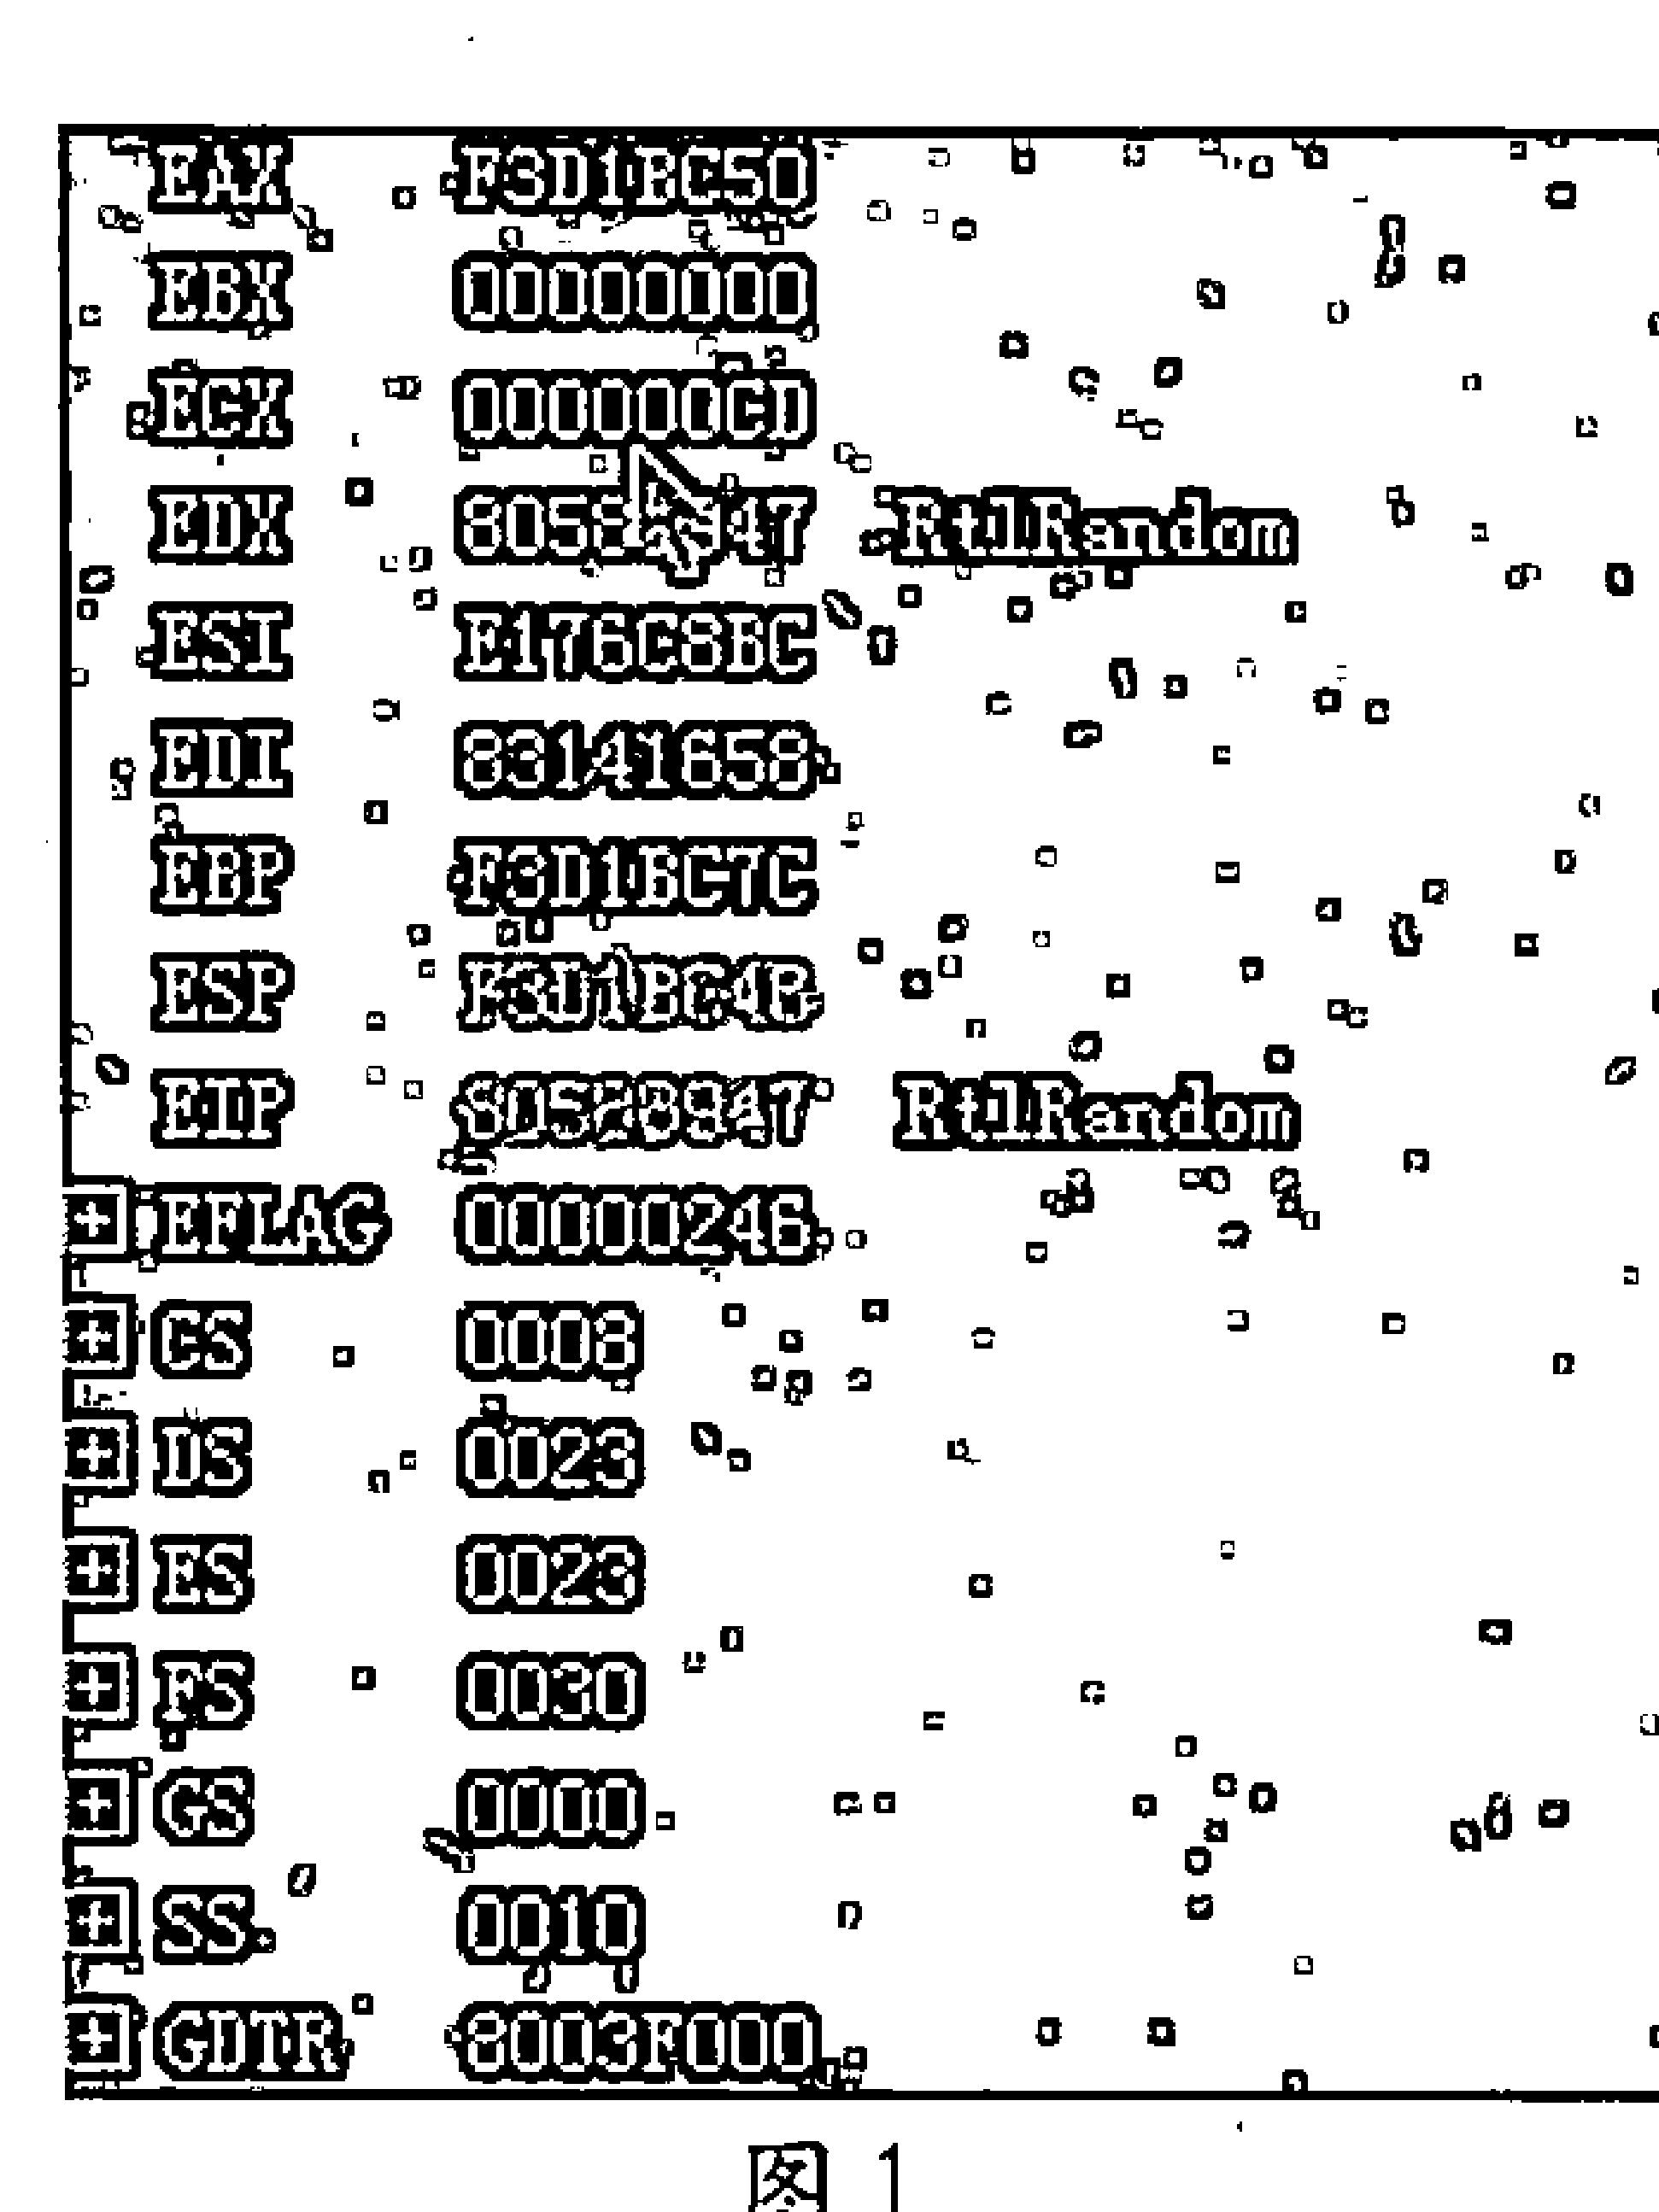 EAX F3D1BC50
EBX 00000000
ECX 000000CD
EDX RtlRandom
ESI E176C8BC
EDI 83141658
EBP F3D1BC7C
ESP
EIP 80528947 RtlRandom
EFLAG 00000246
CS 0008
DS 0023
ES 0023
FS 0030
GS 0000
SS 0010
GDTR 8003F000
图 1